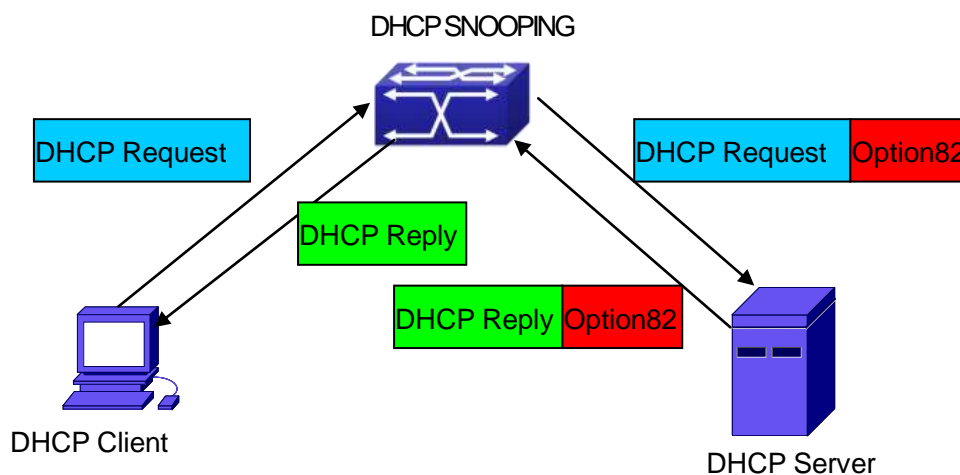 DHCP SNOOPING
DHCP Request
DHCP Request Option82
DHCP Reply
DHCP Reply Option82
DHCP Client
DHCP Server